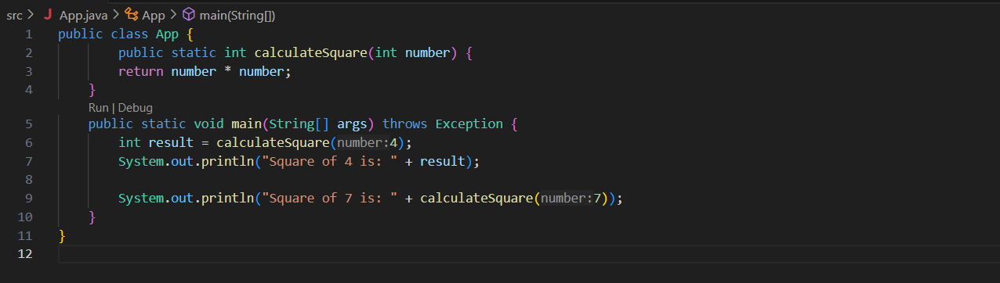 src > J App.java > App > main(String[])
1 public class App {
2 public static int calculateSquare(int number) {
3 return number * number;
4 }
Run | Debug
5 public static void main(String[] args) throws Exception {
6 int result = calculateSquare(number:4);
7 System.out.println("Square of 4 is: " + result);
8
9 System.out.println("Square of 7 is: " + calculateSquare(number:7));
10 }
11 }
12